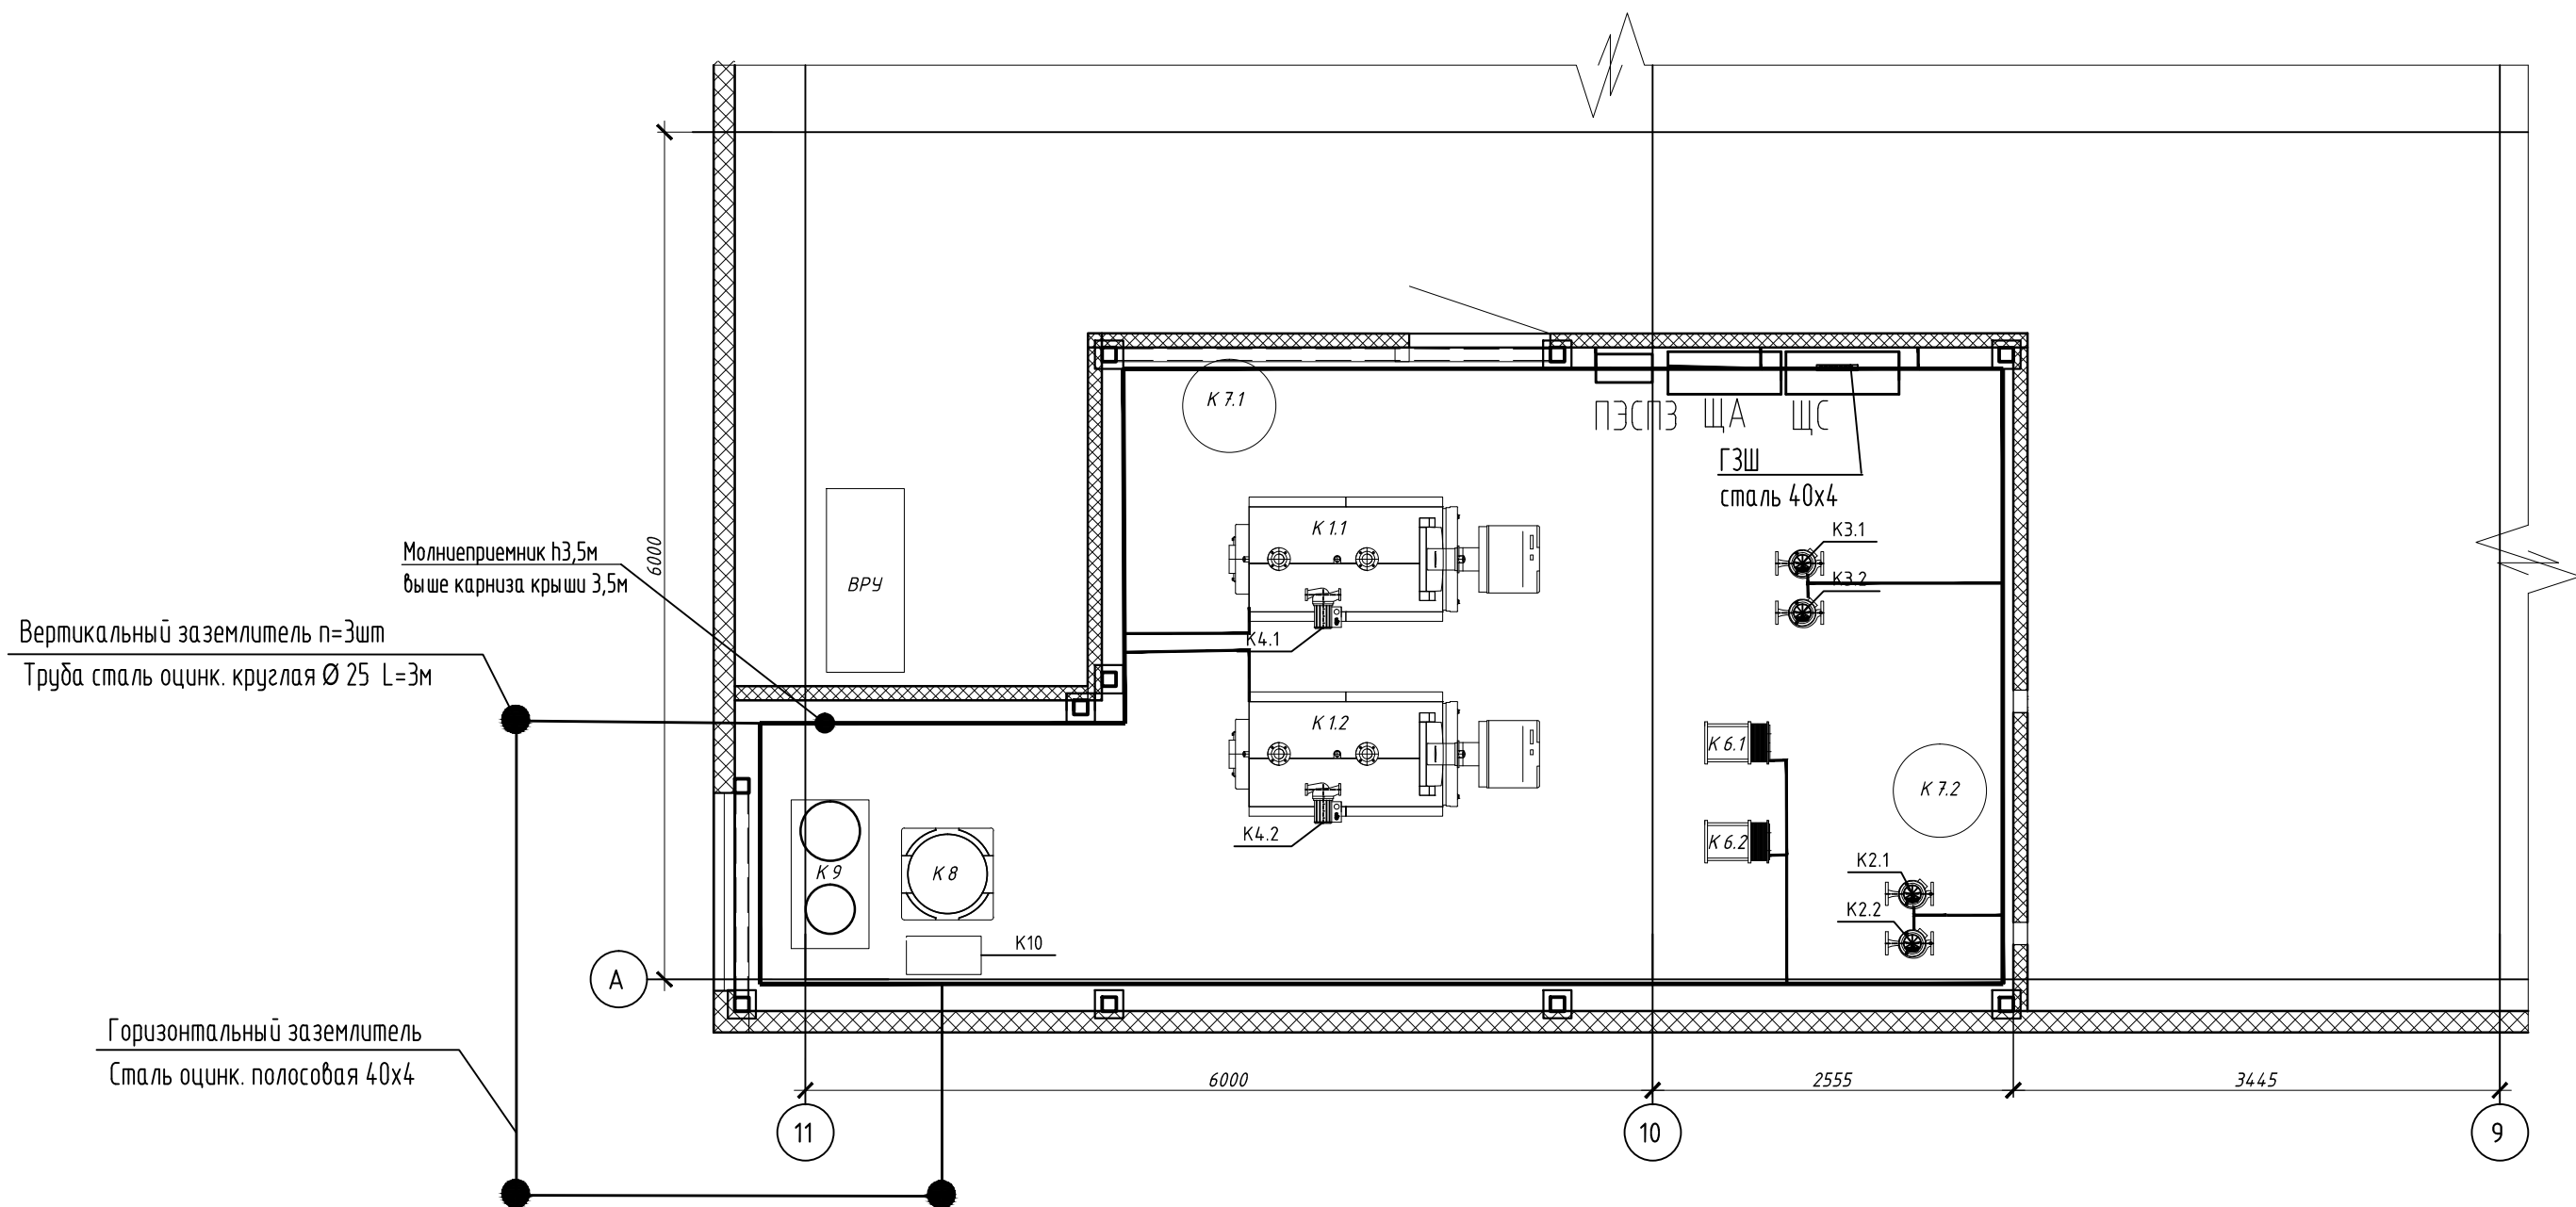 К 7.1
ПЭСПЗ
ЩА
ЩС
ГЗШ
сталь 40х4
К 1.1
К3.1
К3.2
6000
Молниеприемник h3,5м
выше карниза крыши 3,5м
ВРУ
К4.1
Вертикальный заземлитель n=3шт
Труба сталь оцинк. круглая Ø 25 L=3м
К 1.2
К 6.1
К 7.2
К4.2
К 6.2
К2.1
К 9
К 8
К2.2
К10
А
Горизонтальный заземлитель
Сталь оцинк. полосовая 40х4
6000
2555
3445
11
10
9